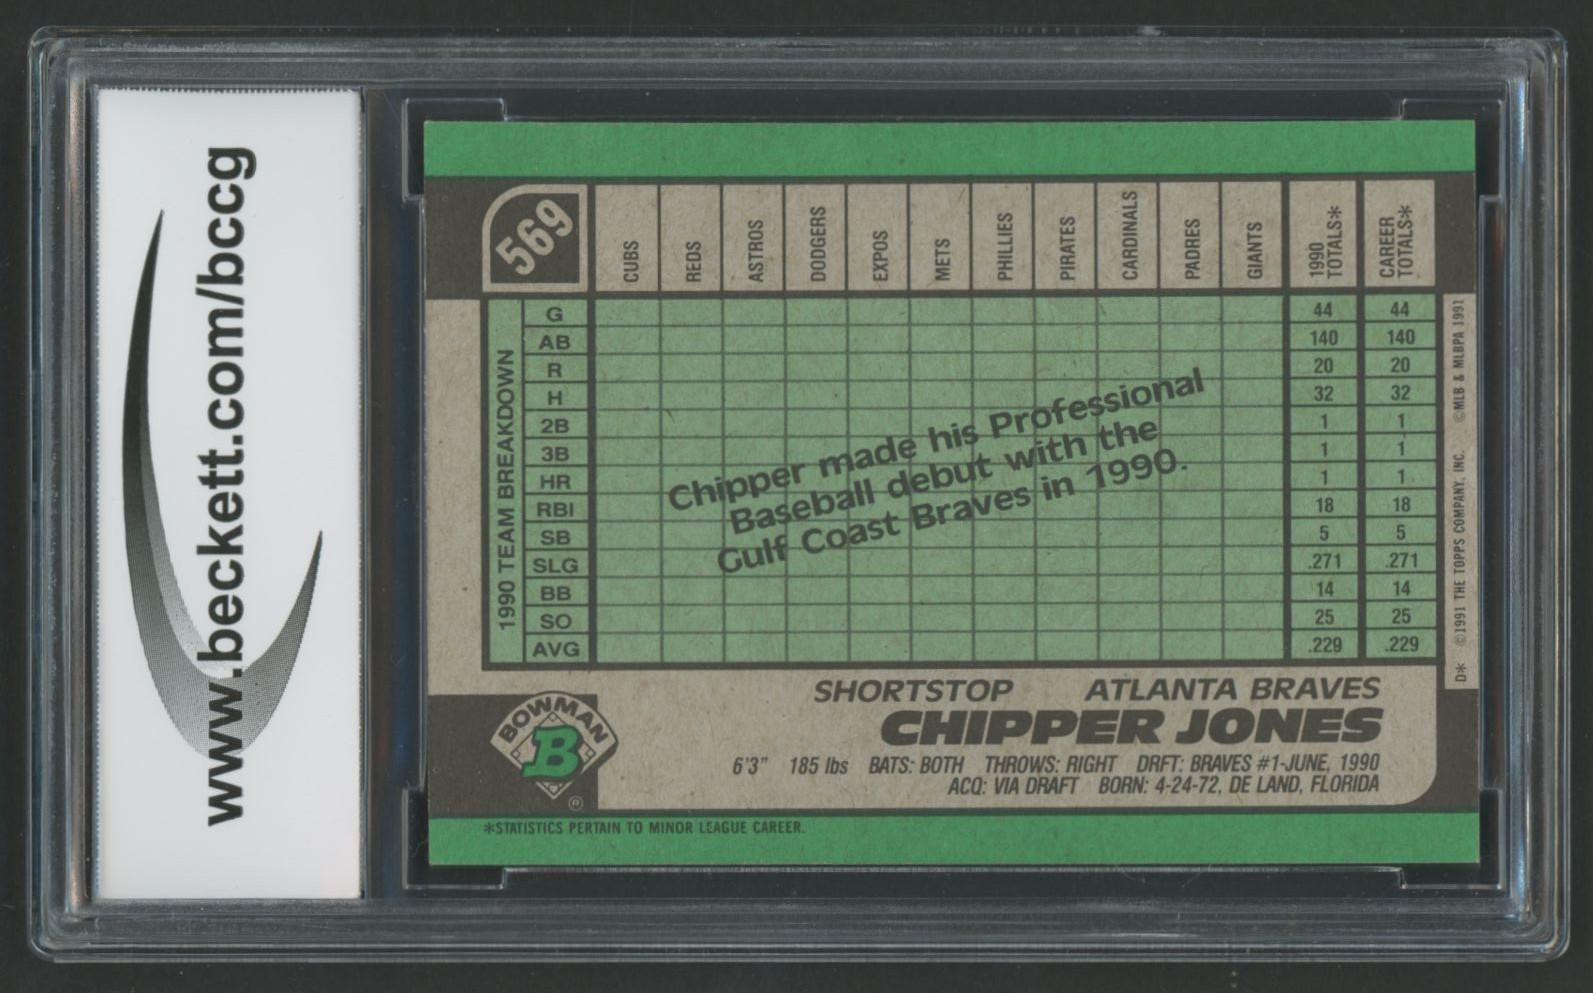 www.beckett.com/bccg
569
CUBS REDS ASTROS DODGERS EXPOS METS PHILLIES PIRATES CARDINALS PADRES GIANTS 1990 TOTALS* CAREER TOTALS*
1990 TEAM BREAKDOWN
G 44 44
AB 140 140
R 20 20
H 32 32
2B 1 1
3B 1 1
HR 1 1
RBI 18 18
SB 5 5
SLG .271 .271
BB 14 14
SO 25 25
AVG .229 .229
Chipper made his Professional
Baseball debut with the
Gulf Coast Braves in 1990.
D* ©1991 THE TOPPS COMPANY, INC. ©MLB & MLBPA 1991
SHORTSTOP ATLANTA BRAVES
CHIPPER JONES
6'3" 185 lbs BATS: BOTH THROWS: RIGHT DRFT: BRAVES #1-JUNE, 1990
ACQ: VIA DRAFT BORN: 4-24-72, DE LAND, FLORIDA
BOWMAN
B
®
*STATISTICS PERTAIN TO MINOR LEAGUE CAREER.